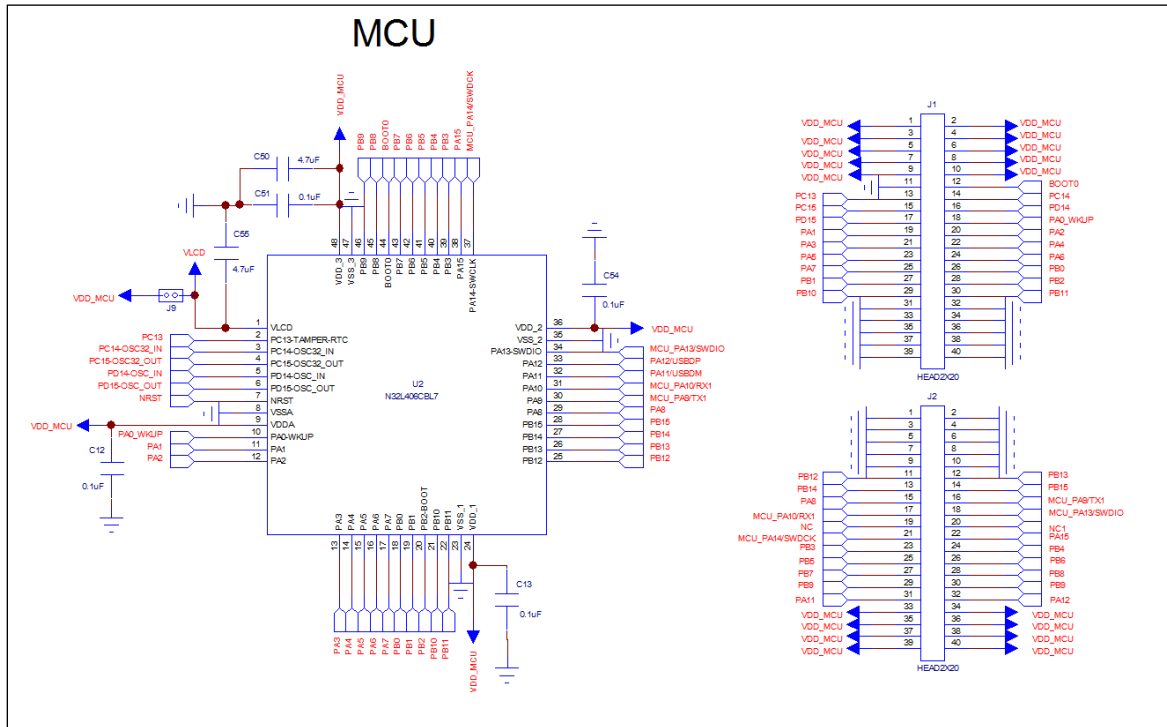 MCU
VDD_MCU
PB9
PB8
BOOT0
PB7
PB6
PB5
PB4
PB3
PA15
MCU_PA14/SWDCK
C50
4.7uF
C51
0.1uF
C55
4.7uF
VLCD
VDD_MCU
J9
48
47
46
45
44
43
42
41
40
39
38
37
VDD_3
VSS_3
PB9
PB8
BOOT0
PB7
PB6
PB5
PB4
PB3
PA15
PA14-SWCLK
C54
0.1uF
VDD_MCU
1 VLCD
PC13 2 PC13-TAMPER-RTC
PC14-OSC32_IN 3 PC14-OSC32_IN
PC15-OSC32_OUT 4 PC15-OSC32_OUT
PD14-OSC_IN 5 PD14-OSC_IN
PD15-OSC_OUT 6 PD15-OSC_OUT
NRST 7 NRST
8 VSSA
VDD_MCU 9 VDDA
PA0_WKUP 10 PA0-WKUP
PA1 11 PA1
PA2 12 PA2
C12
0.1uF
U2
N32L406CBL7
VDD_2 36
VSS_2 35
PA13-SWDIO 34 MCU_PA13/SWDIO
PA12 33 PA12/USBDP
PA11 32 PA11/USBDM
PA10 31 MCU_PA10/RX1
PA9 30 MCU_PA9/TX1
PA8 29 PA8
PB15 28 PB15
PB14 27 PB14
PB13 26 PB13
PB12 25 PB12
PA3
PA4
PA5
PA6
PA7
PB0
PB1
PB2-BOOT
PB10
PB11
VSS_1
VDD_1
13
14
15
16
17
18
19
20
21
22
23
24
PA3
PA4
PA5
PA6
PA7
PB0
PB1
PB2
PB10
PB11
VDD_MCU
C13
0.1uF
J1
VDD_MCU 1 2 VDD_MCU
VDD_MCU 3 4 VDD_MCU
VDD_MCU 5 6 VDD_MCU
VDD_MCU 7 8 VDD_MCU
VDD_MCU 9 10 VDD_MCU
11 12 BOOT0
PC13 13 14 PC14
PC15 15 16 PD14
PD15 17 18 PA0_WKUP
PA1 19 20 PA2
PA3 21 22 PA4
PA5 23 24 PA6
PA7 25 26 PB0
PB1 27 28 PB2
PB10 29 30 PB11
31 32
33 34
35 36
37 38
39 40
HEAD2X20
J2
1 2
3 4
5 6
7 8
9 10
PB12 11 12 PB13
PB14 13 14 PB15
PA8 15 16 MCU_PA9/TX1
MCU_PA10/RX1 17 18 MCU_PA13/SWDIO
NC 19 20 NC1
MCU_PA14/SWDCK 21 22 PA15
PB3 23 24 PB4
PB5 25 26 PB6
PB7 27 28 PB8
PB9 29 30 PB9
PA11 31 32 PA12
VDD_MCU 33 34 VDD_MCU
VDD_MCU 35 36 VDD_MCU
VDD_MCU 37 38 VDD_MCU
VDD_MCU 39 40 VDD_MCU
HEAD2X20